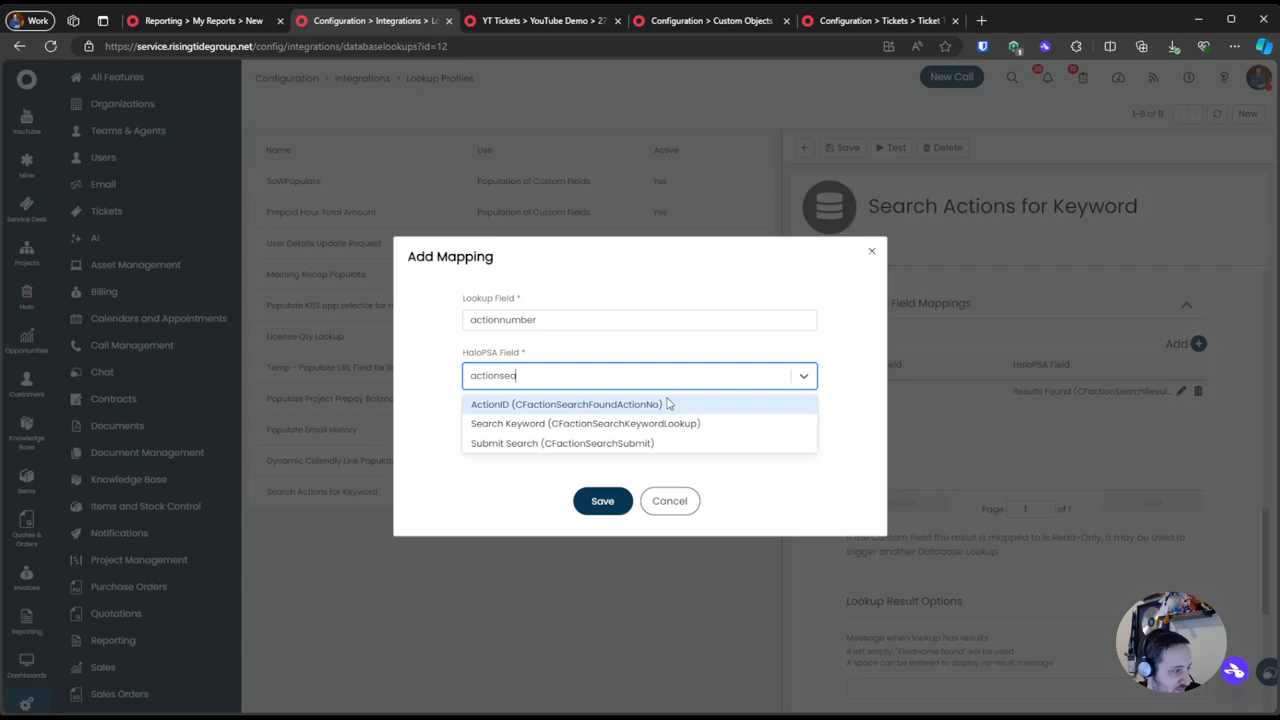 Work
Reporting > My Reports > New
Configuration > Integrations > Lo
YT Tickets > YouTube Demo > 27
Configuration > Custom Objects
Configuration > Tickets > Ticket T
https://service.risingtidegroup.net/config/integrations/databaselookups?id=12
Configuration > Integrations > Lookup Profiles
New Call
1-11 of 11
New
YouTube
Mine
Service Desk
Projects
Halo
Opportunities
Customers
Knowledge Base
Items
Quotes & Orders
Invoices
Reporting
Dashboards
All Features
Organizations
Teams & Agents
Users
Email
Tickets
AI
Asset Management
Billing
Calendars and Appointments
Call Management
Chat
Contracts
Documents
Document Management
Knowledge Base
Items and Stock Control
Notifications
Project Management
Purchase Orders
Quotations
Reporting
Sales
Sales Orders
Name Use Active
SoWPopulate Population of Custom Fields Yes
Prepaid Hour Total Amount Population of Custom Fields Yes
User Details Update Request
Meeting Recap Populate
Populate KBS app selector for H
License Qty Lookup
Temp - Populate URL Field for li
Populate Project Prepay Balanc
Populate Email History
Dynamic Calendly Link Populati
Search Actions for Keyword
Save
Test
Delete
Search Actions for Keyword
Field Mappings
Add
HaloPSA Field
Results Found (CFactionSearchResul...
Page 1 of 1
If the Custom Field the result is mapped to is Read-Only, it may be used to
trigger another Database Lookup
Lookup Result Options
Message when lookup has results
If left empty, "Fieldname found" will be used
A space can be entered to display no result message
Add Mapping
Lookup Field *
actionnumber
HaloPSA Field *
actionsea
ActionID (CFactionSearchFoundActionNo)
Search Keyword (CFactionSearchKeywordLookup)
Submit Search (CFactionSearchSubmit)
Save
Cancel